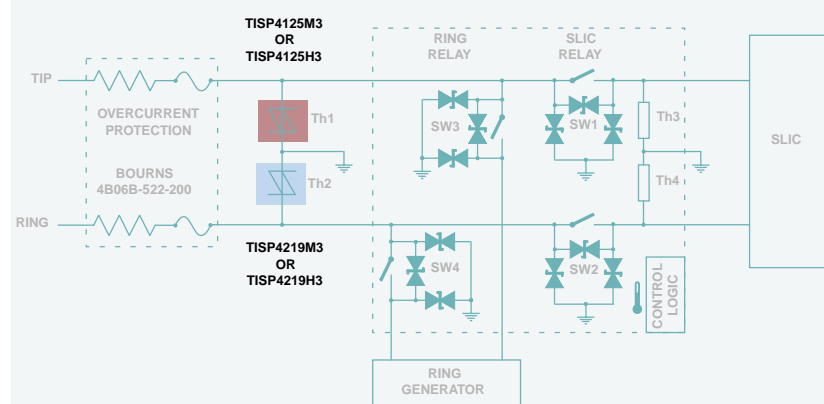 TISP4125M3
OR
TISP4125H3
RING
RELAY
SLIC
RELAY
TIP
OVERCURRENT
PROTECTION
Th1
SW3
SW1
Th3
SLIC
BOURNS
4B06B-522-200
Th2
Th4
RING
TISP4219M3
OR
TISP4219H3
SW4
SW2
CONTROL
LOGIC
RING
GENERATOR